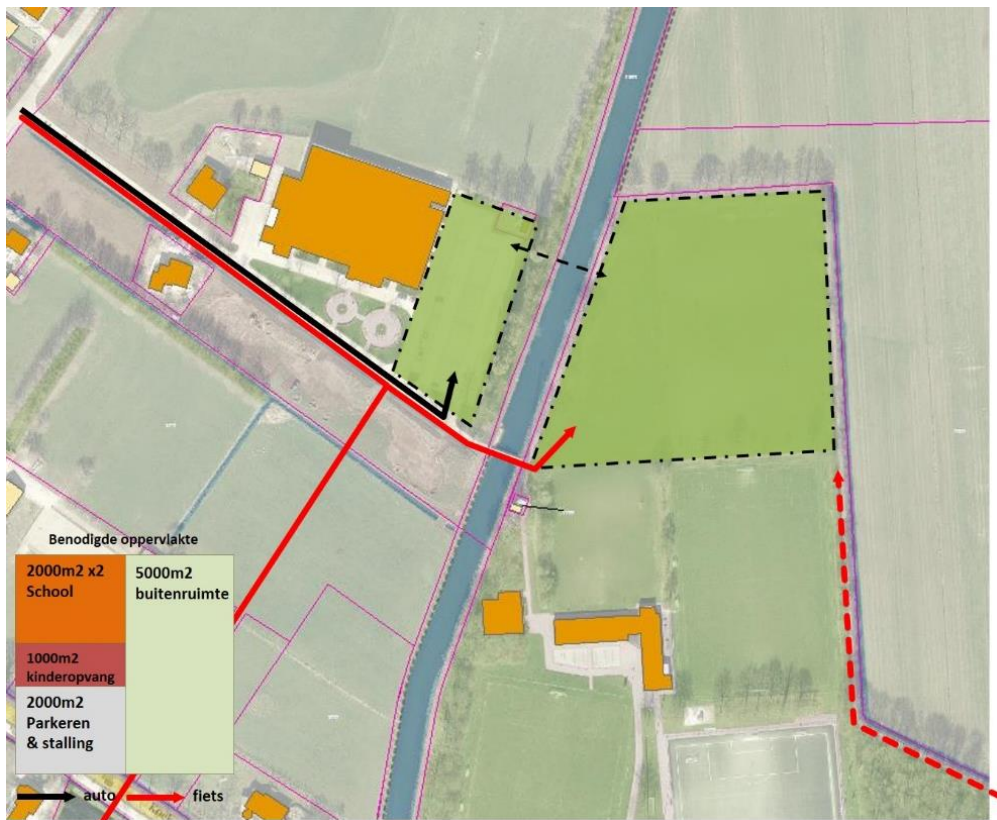 Benodigde oppervlakte
2000m2 x2
School
5000m2
buitenruimte
1000m2
kinderopvang
2000m2
Parkeren
& stalling
auto
fiets